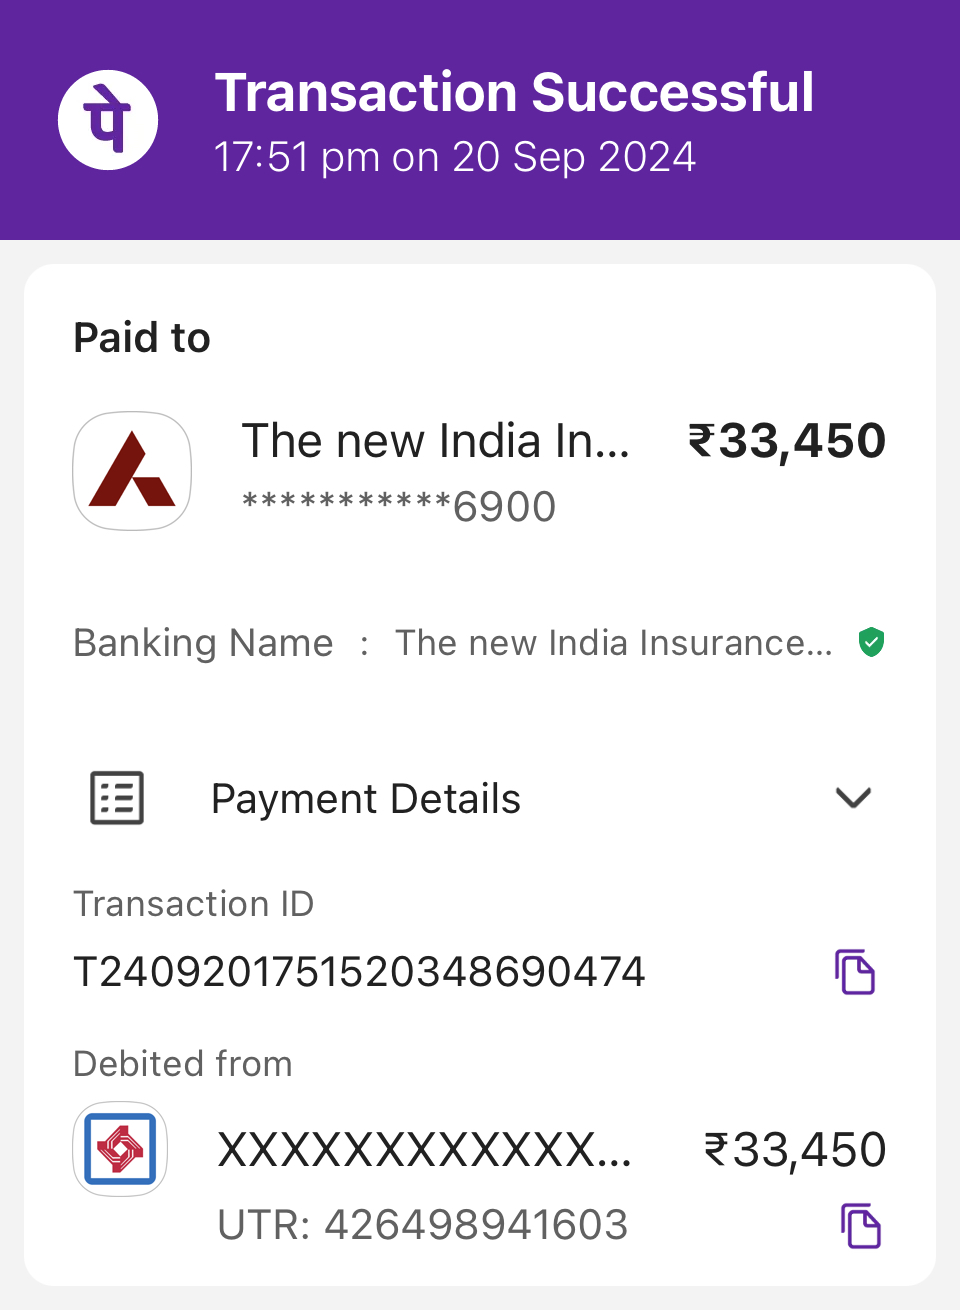 पे
Transaction Successful
17:51 pm on 20 Sep 2024
Paid to
The new India In... ₹33,450
***********6900
Banking Name : The new India Insurance...
Payment Details
Transaction ID
T2409201751520348690474
Debited from
XXXXXXXXXXXX... ₹33,450
UTR: 426498941603